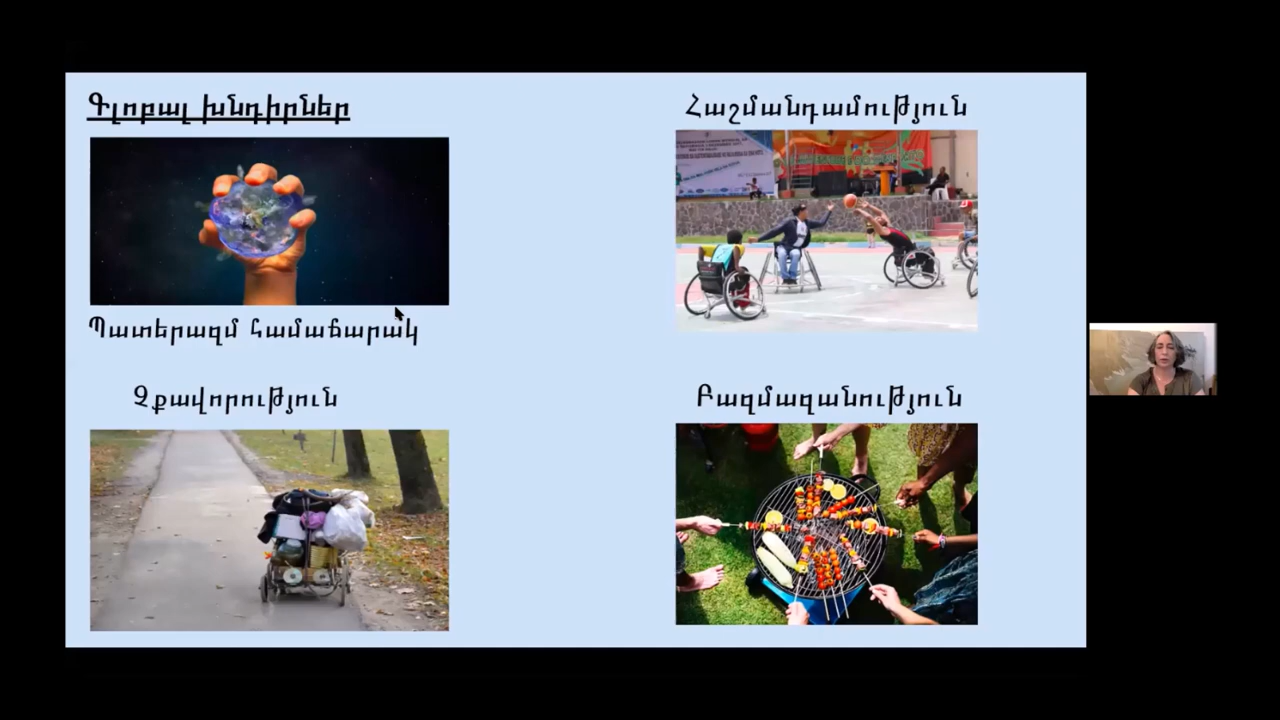 Գլոբալ խնդիրներ
Պատերազմ համաճարակ
Չքավորություն
Հաշմանդամություն
Բազմազանություն